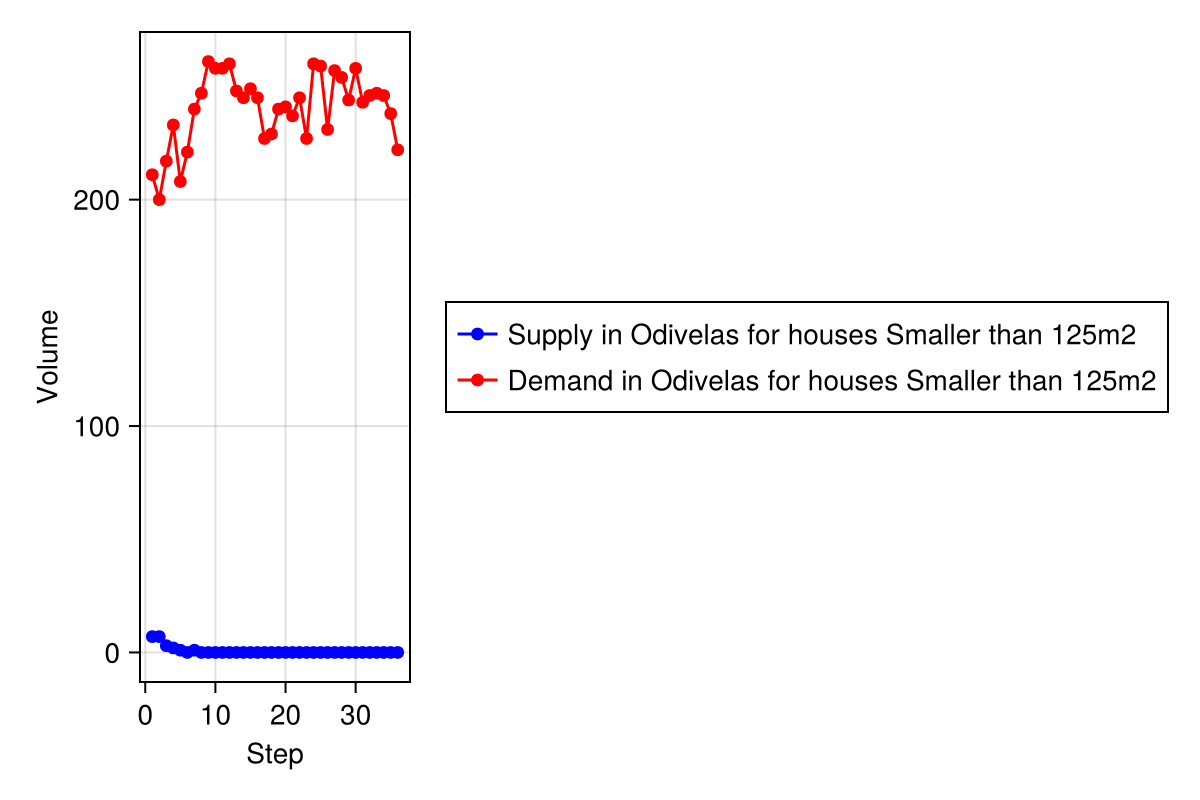 Volume
200
100
0
0 10 20 30
Step
Supply in Odivelas for houses Smaller than 125m2
Demand in Odivelas for houses Smaller than 125m2